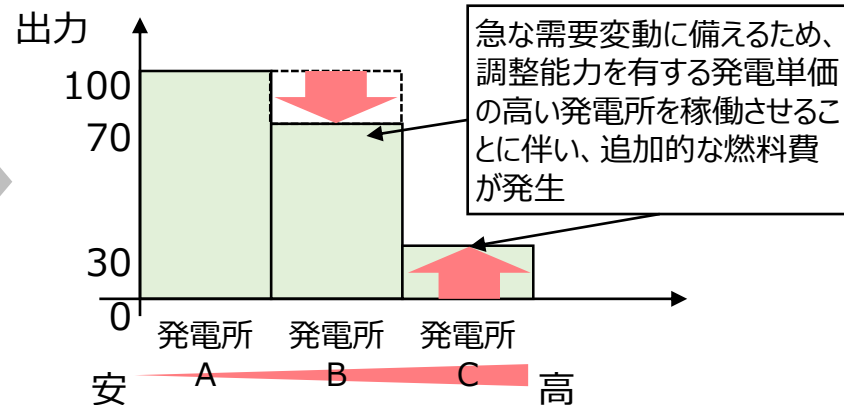 出力
急な需要変動に備えるため、
調整能力を有する発電単価
の高い発電所を稼働させるこ
とに伴い、追加的な燃料費
が発生
100
70
30
0
発電所
A
発電所
B
発電所
C
安
高